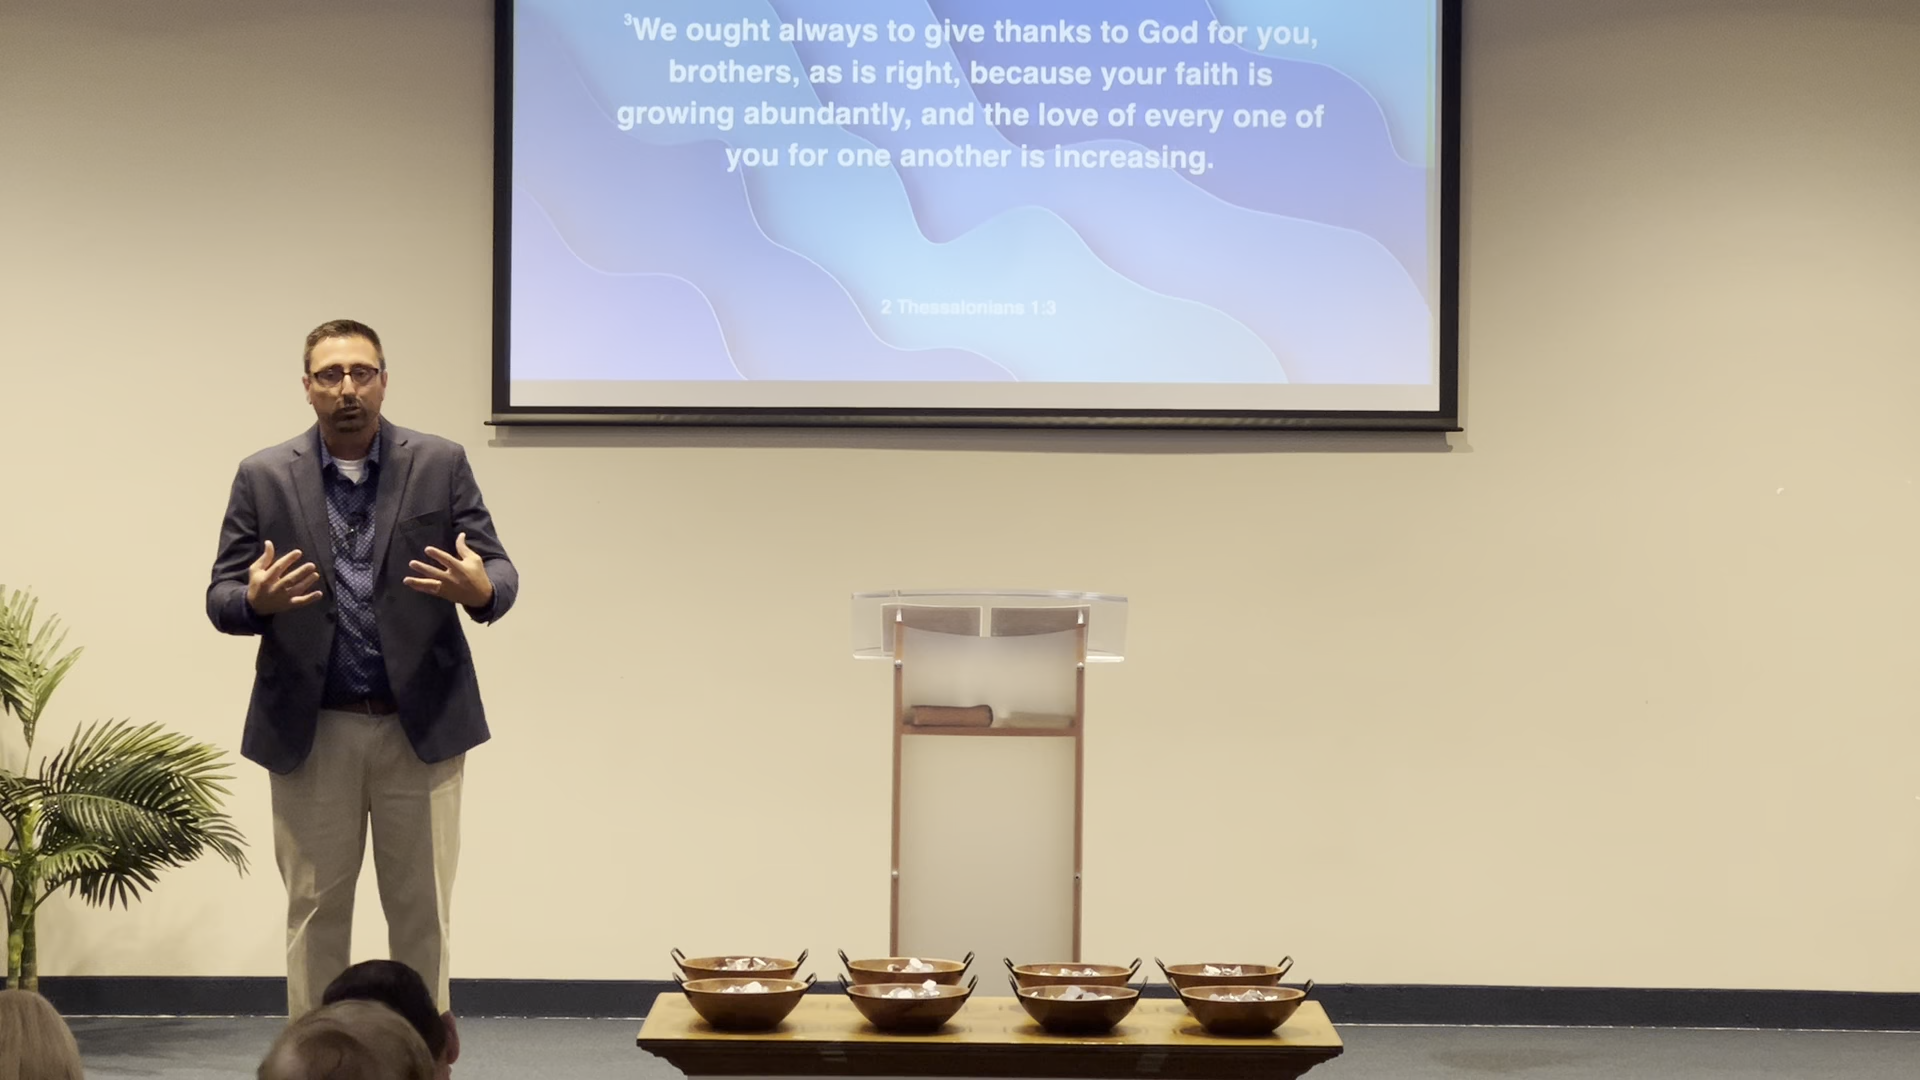 ³We ought always to give thanks to God for you,
brothers, as is right, because your faith is
growing abundantly, and the love of every one of
you for one another is increasing.
2 Thessalonians 1:3